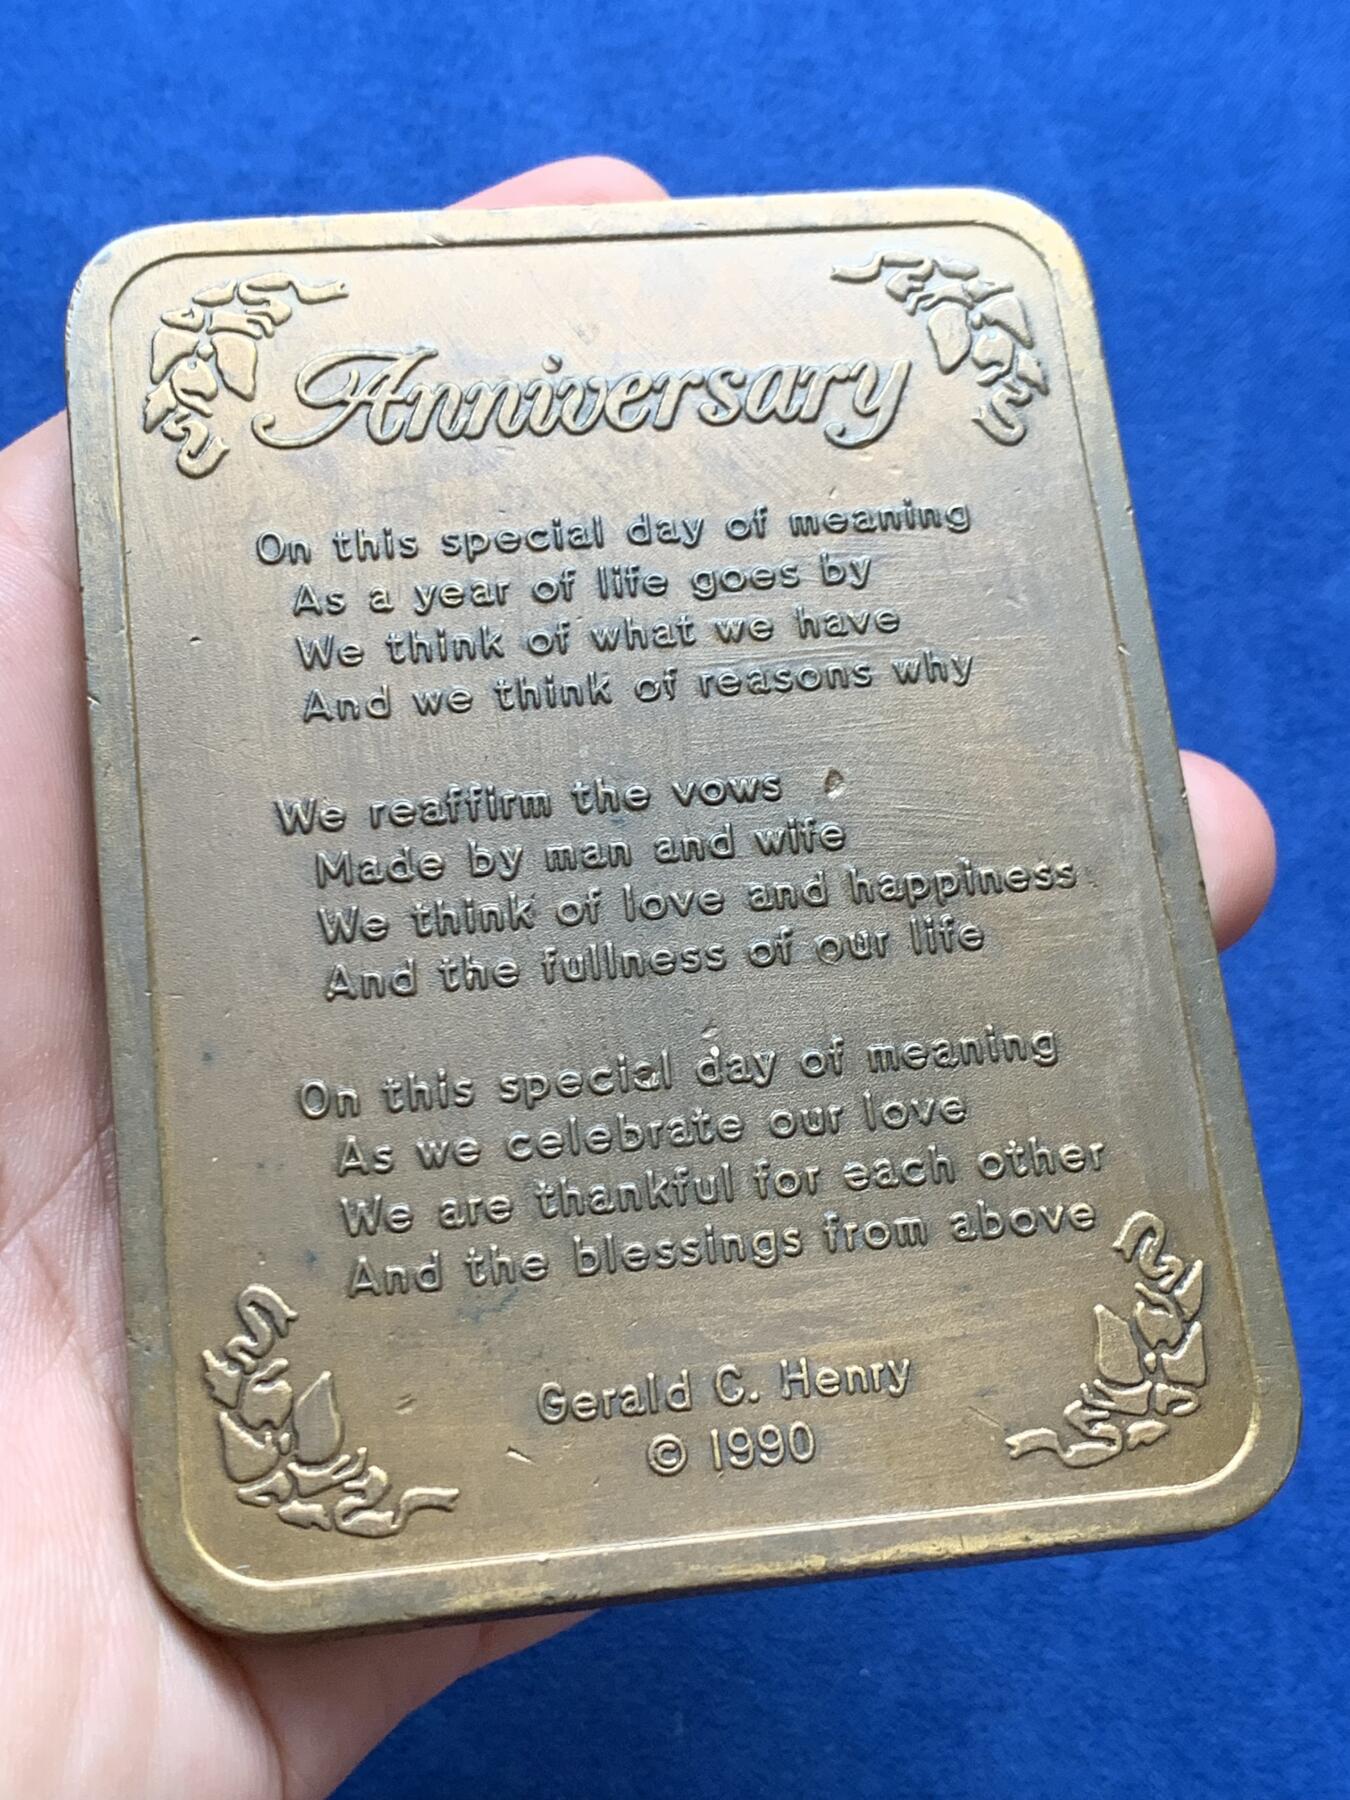 Anniversary
On this special day of meaning
As a year of life goes by
We think of what we have
And we think of reasons why
We reaffirm the vows
Made by man and wife
We think of love and happiness
And the fullness of our life
On this special day of meaning
As we celebrate our love
We are thankful for each other
And the blessings from above
Gerald C. Henry
© 1990